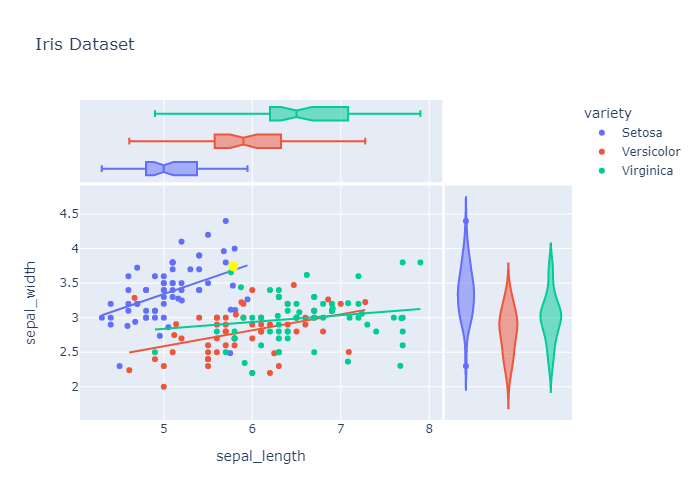 Iris Dataset
variety
Setosa
Versicolor
Virginica
4.5
4
3.5
3
2.5
2
sepal_width
5 6 7 8
sepal_length